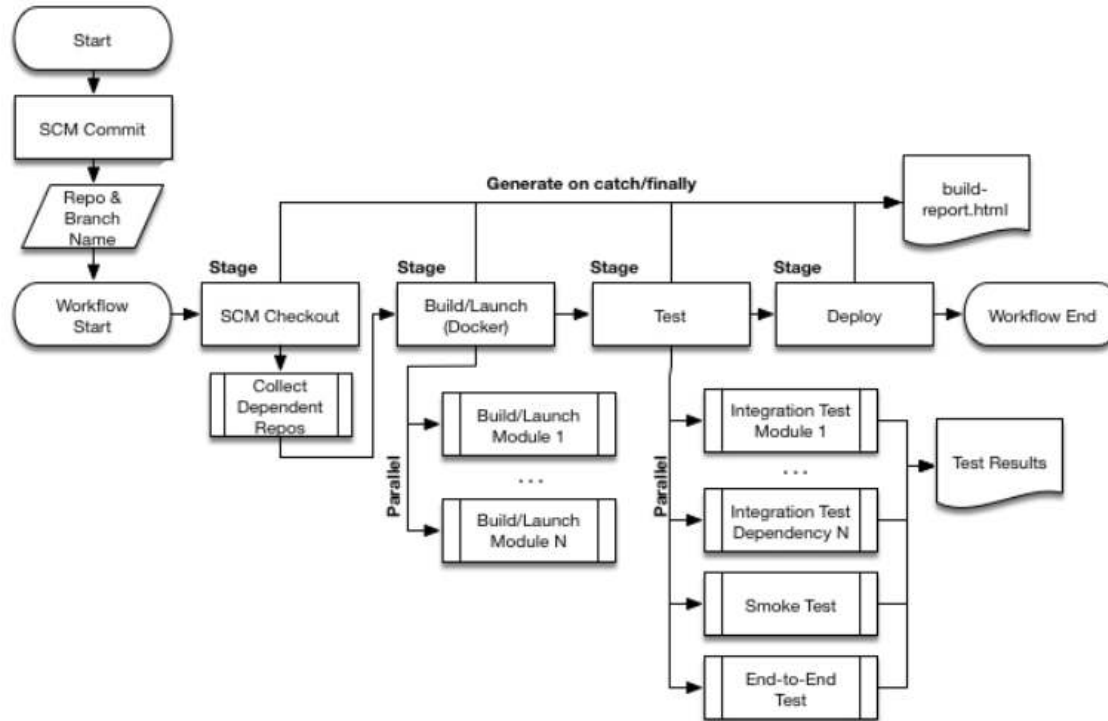 Start
SCM Commit
Repo &
Branch
Name
Workflow
Start
Generate on catch/finally
build-
report.html
Stage
SCM Checkout
Collect
Dependent
Repos
Stage
Build/Launch
(Docker)
Parallel
Build/Launch
Module 1
...
Build/Launch
Module N
Stage
Test
Parallel
Integration Test
Module 1
...
Integration Test
Dependency N
Smoke Test
End-to-End
Test
Test Results
Stage
Deploy
Workflow End